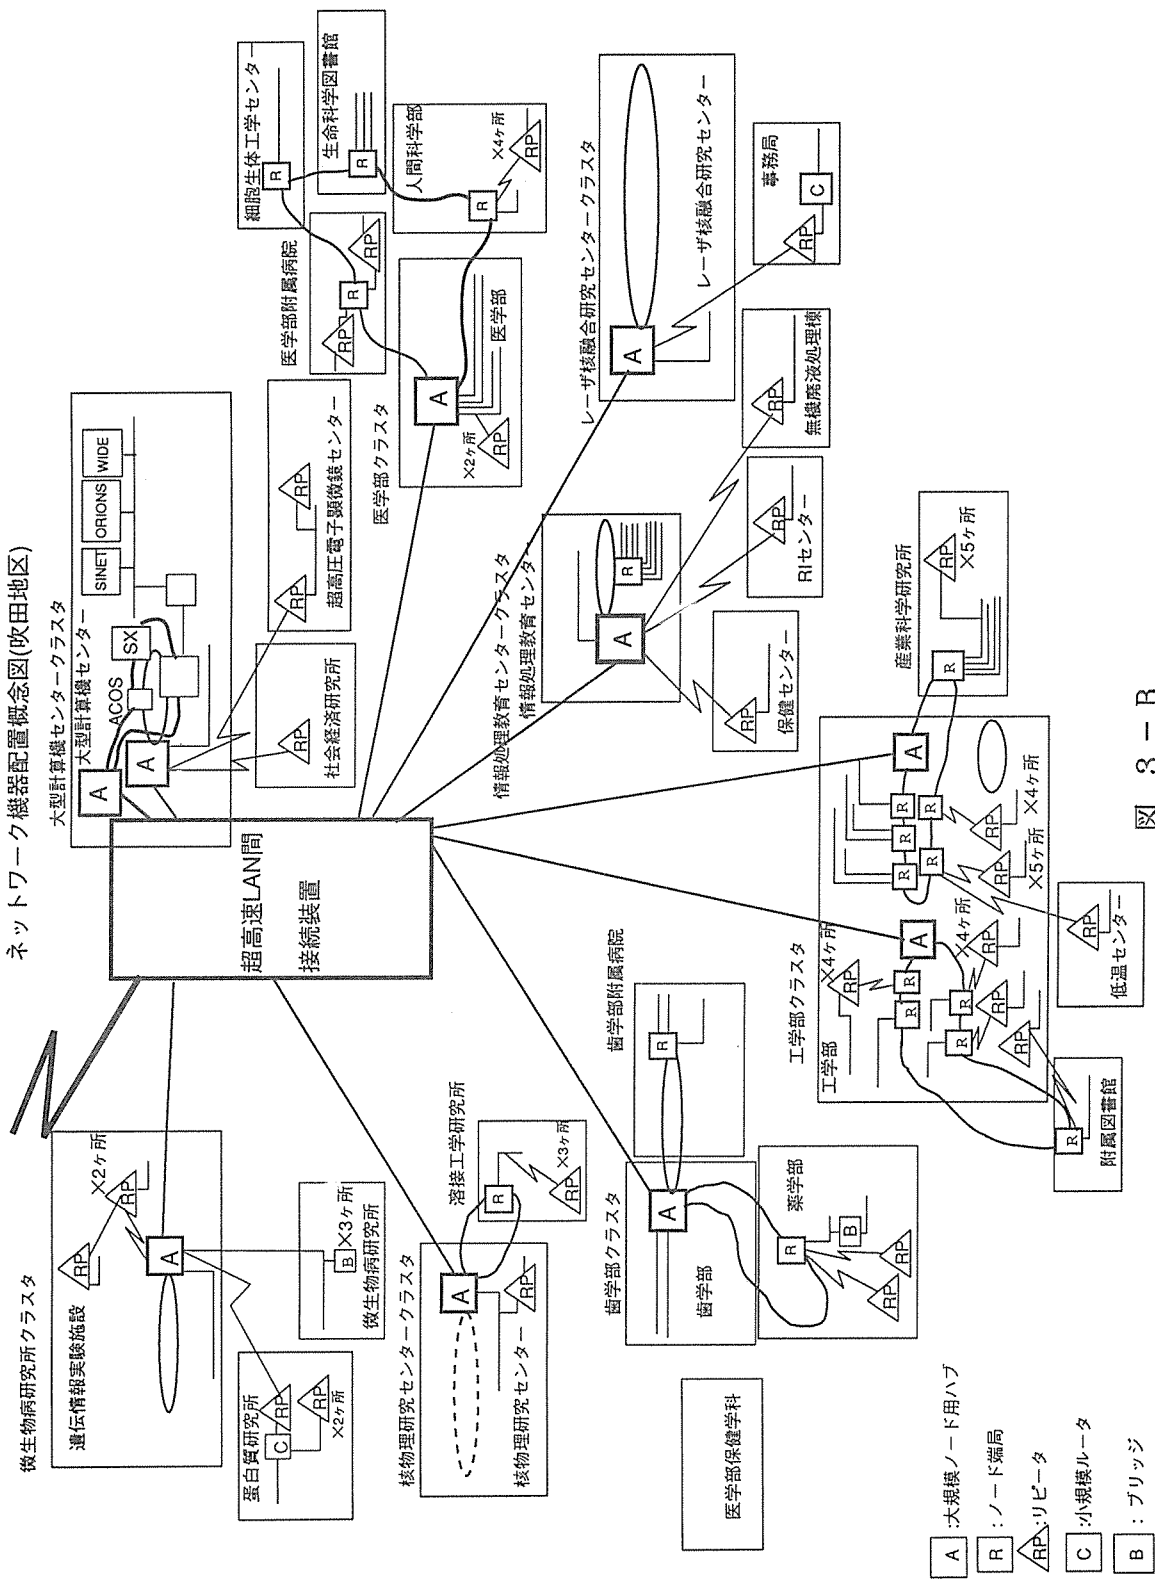 ネットワーク機器配置概念図(吹田地区)
大型計算機センタークラスタ
大型計算機センター
SINET
ORIONS
WIDE
ACOS
SX
A
A
社会経済研究所
RP
超高圧電子顕微鏡センター
RP
RP
超高速LAN間
接続装置
医学部クラスタ
医学部
A
×2ヶ所
RP
医学部附属病院
RP
R
RP
細胞生体工学センター
R
生命科学図書館
R
人間科学部
R
×4ヶ所
RP
レーザ核融合研究センタークラスタ
レーザ核融合研究センター
A
事務局
RP
C
情報処理教育センタークラスタ
情報処理教育センター
A
R
保健センター
RP
RIセンター
RP
無機廃液処理棟
RP
産業科学研究所
R
RP
×5ヶ所
工学部クラスタ
工学部
A
R
R
R
R
R
RP
×4ヶ所
RP
×5ヶ所
A
×4ヶ所
RP
R
R
×4ヶ所
RP
R
R
RP
RP
低温センター
RP
附属図書館
R
微生物病研究所クラスタ
遺伝情報実験施設
RP
×2ヶ所
RP
A
微生物病研究所
B
×3ヶ所
蛋白質研究所
C
RP
RP
×2ヶ所
核物理研究センタークラスタ
核物理研究センター
A
RP
溶接工学研究所
R
RP
×3ヶ所
歯学部クラスタ
歯学部
A
歯学部附属病院
R
薬学部
R
B
RP
RP
医学部保健学科
A :大規模ノード用ハブ
R :ノード端局
RP :リピータ
C :小規模ルータ
B :ブリッジ
図 3-B